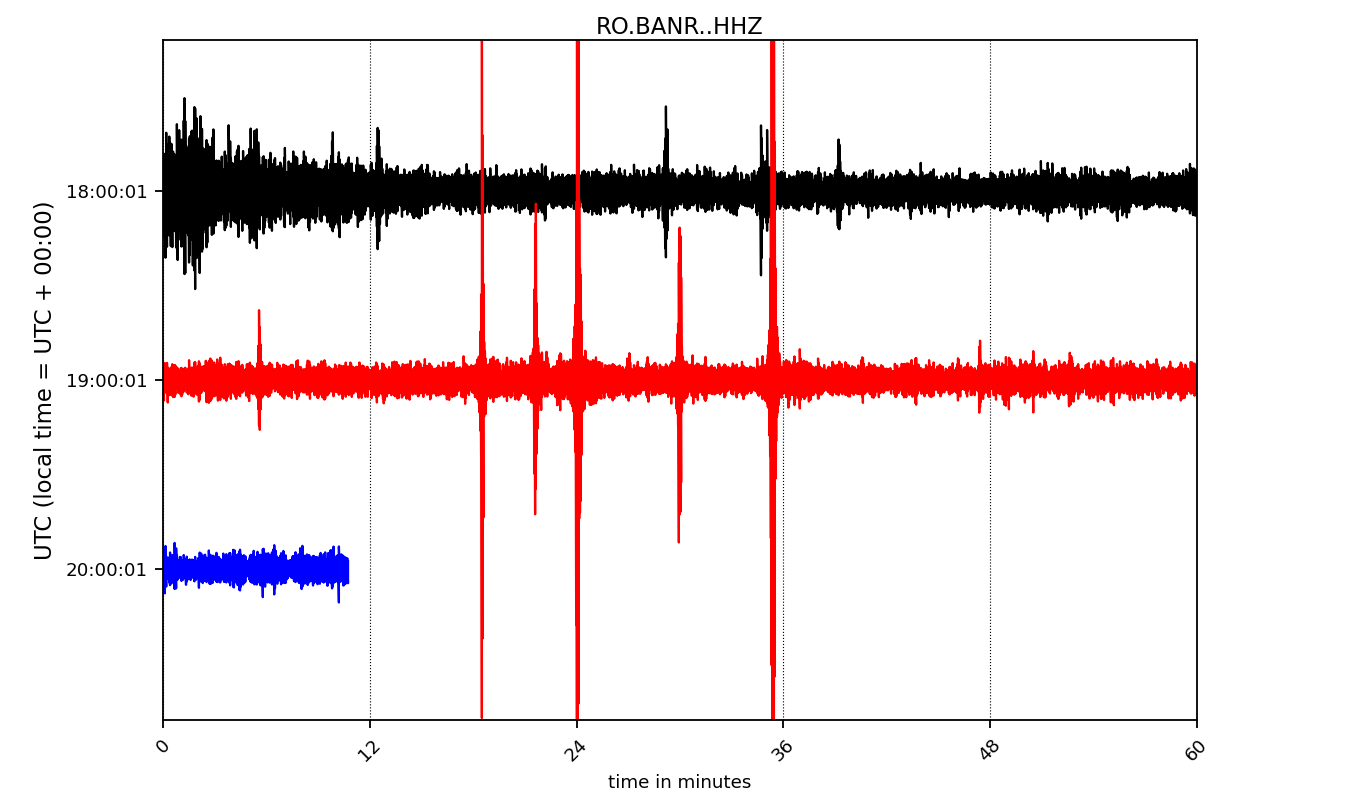 RO.BANR..HHZ
UTC (local time = UTC + 00:00)
18:00:01
19:00:01
20:00:01
0 12 24 36 48 60
time in minutes